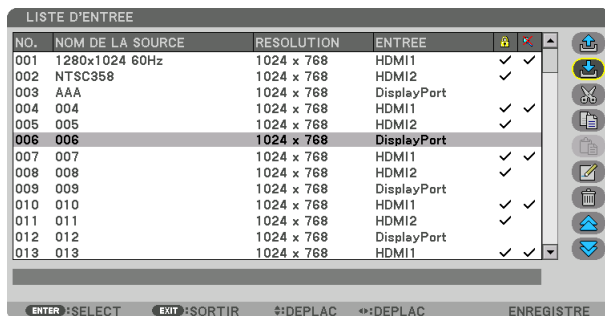 LISTE D'ENTREE
NO. NOM DE LA SOURCE RESOLUTION ENTREE
001 1280x1024 60Hz 1024 x 768 HDMI1
002 NTSC358 1024 x 768 HDMI2
003 AAA 1024 x 768 DisplayPort
004 004 1024 x 768 HDMI1
005 005 1024 x 768 HDMI2
006 006 1024 x 768 DisplayPort
007 007 1024 x 768 HDMI1
008 008 1024 x 768 HDMI2
009 009 1024 x 768 DisplayPort
010 010 1024 x 768 HDMI1
011 011 1024 x 768 HDMI2
012 012 1024 x 768 DisplayPort
013 013 1024 x 768 HDMI1
ENTER :SELECT EXIT :SORTIR :DEPLAC :DEPLAC ENREGISTRE